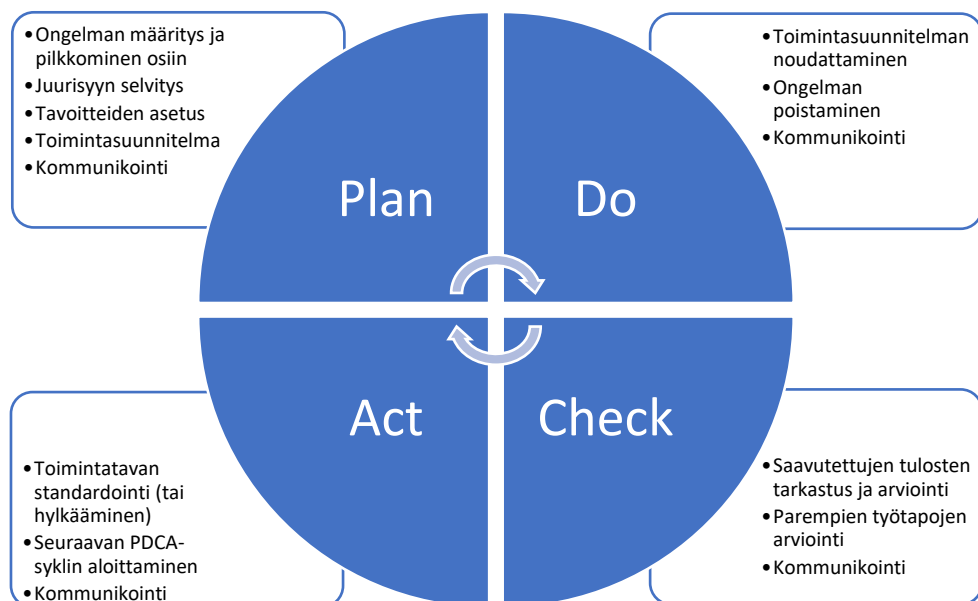 •Ongelman määritys ja
pilkkominen osiin
•Juurisyyn selvitys
•Tavoitteiden asetus
•Toimintasuunnitelma
•Kommunikointi
Plan
•Toimintasuunnitelman
noudattaminen
•Ongelman
poistaminen
•Kommunikointi
Do
Act
•Toimintatavan
standardointi (tai
hylkääminen)
•Seuraavan PDCA-
syklin aloittaminen
•Kommunikointi
Check
•Saavutettujen tulosten
tarkastus ja arviointi
•Parempien työtapojen
arviointi
•Kommunikointi